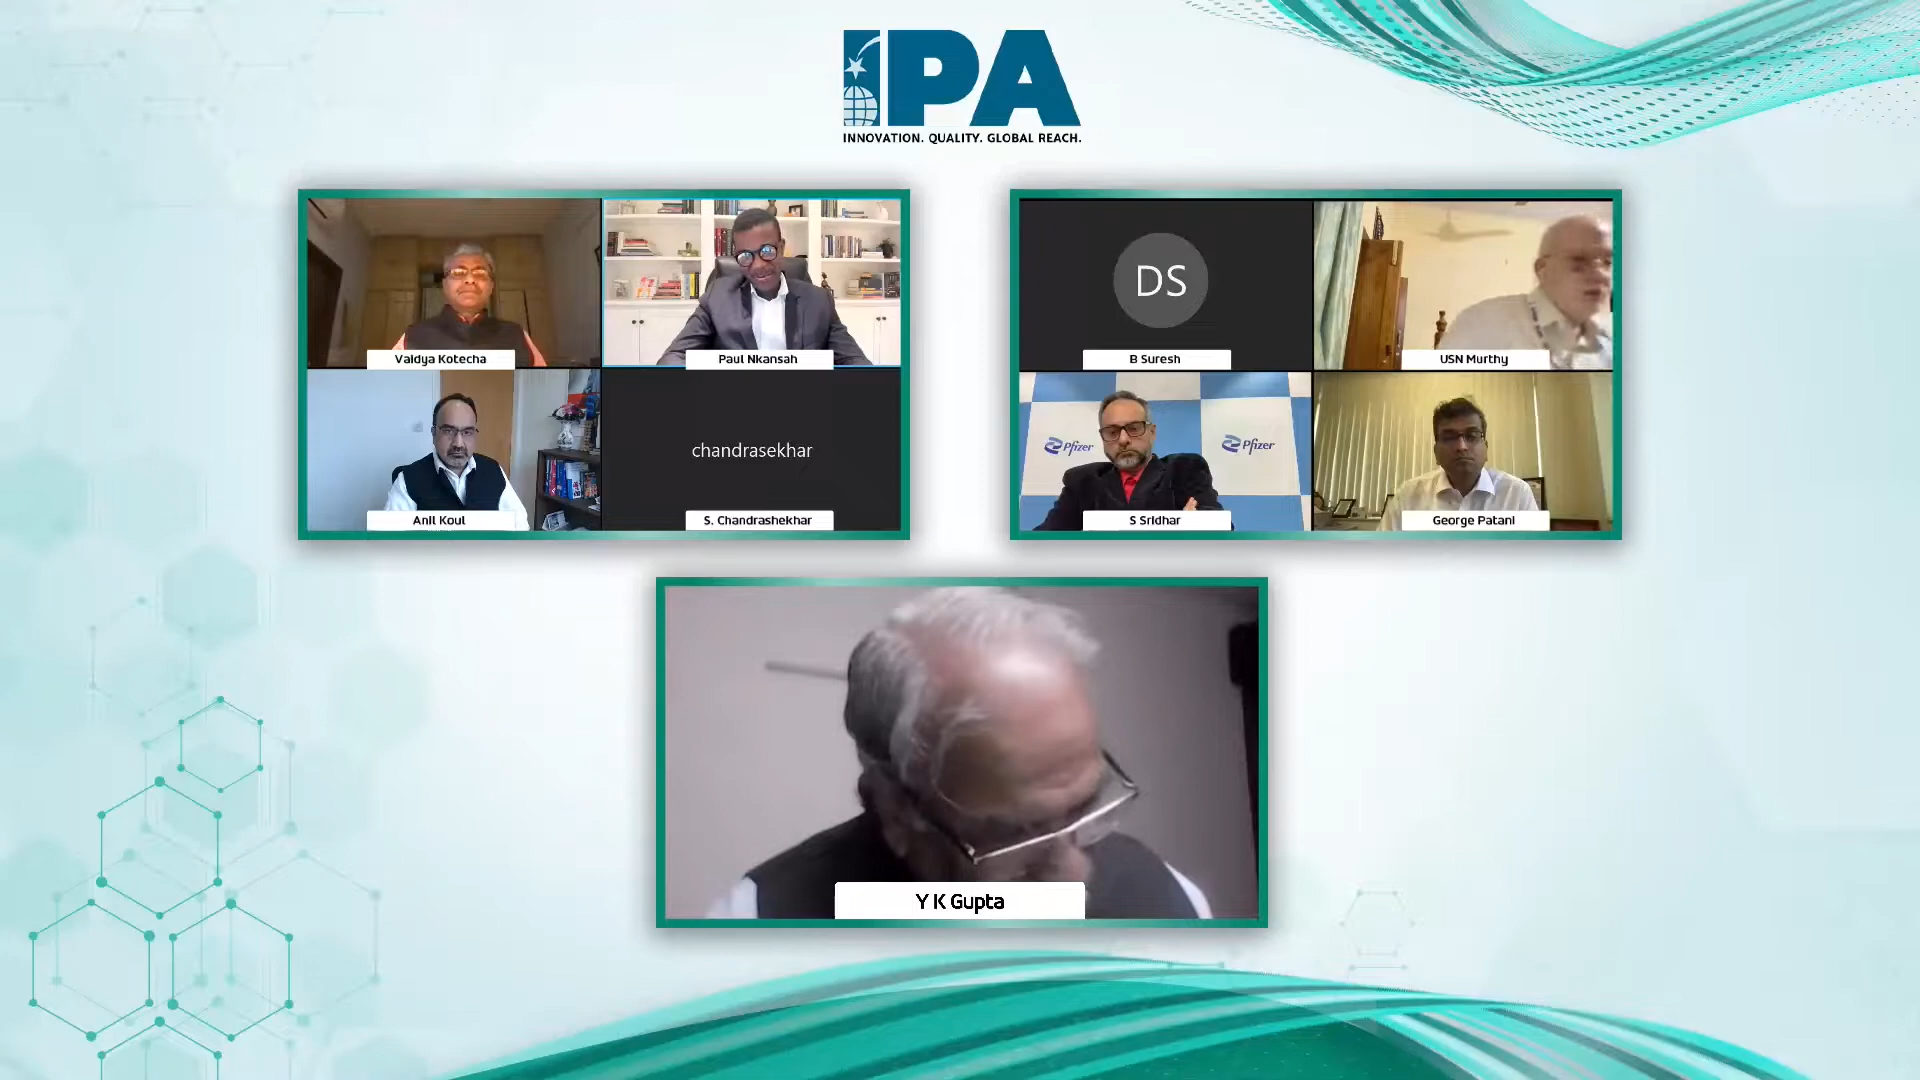 IPA
INNOVATION. QUALITY. GLOBAL REACH.
Vaidya Kotecha
Paul Nkansah
Anil Koul
chandrasekhar
S. Chandrashekhar
DS
B Suresh
USN Murthy
Pfizer
Pfizer
S Sridhar
George Patani
Y K Gupta